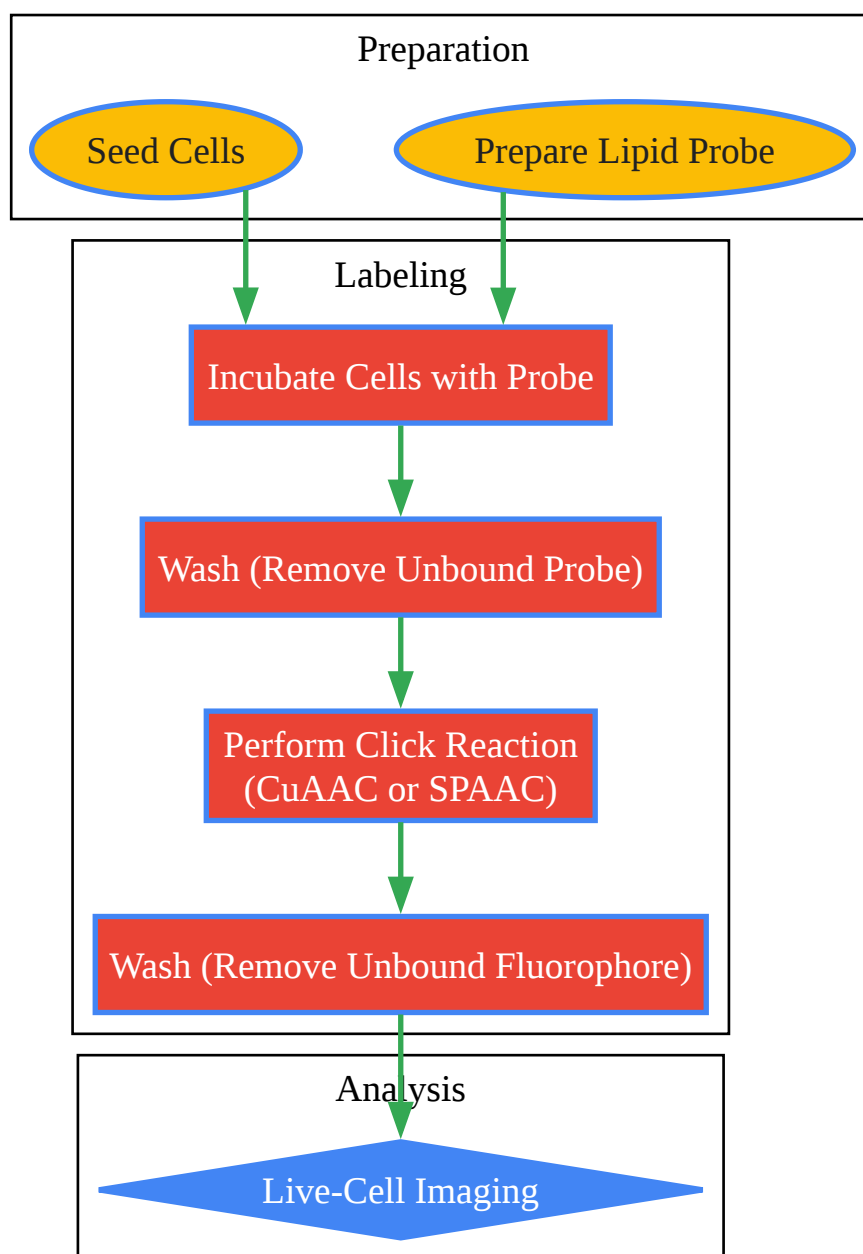 Preparation
Seed Cells
Prepare Lipid Probe
Labeling
Incubate Cells with Probe
Wash (Remove Unbound Probe)
Perform Click Reaction
(CuAAC or SPAAC)
Wash (Remove Unbound Fluorophore)
Analysis
Live-Cell Imaging